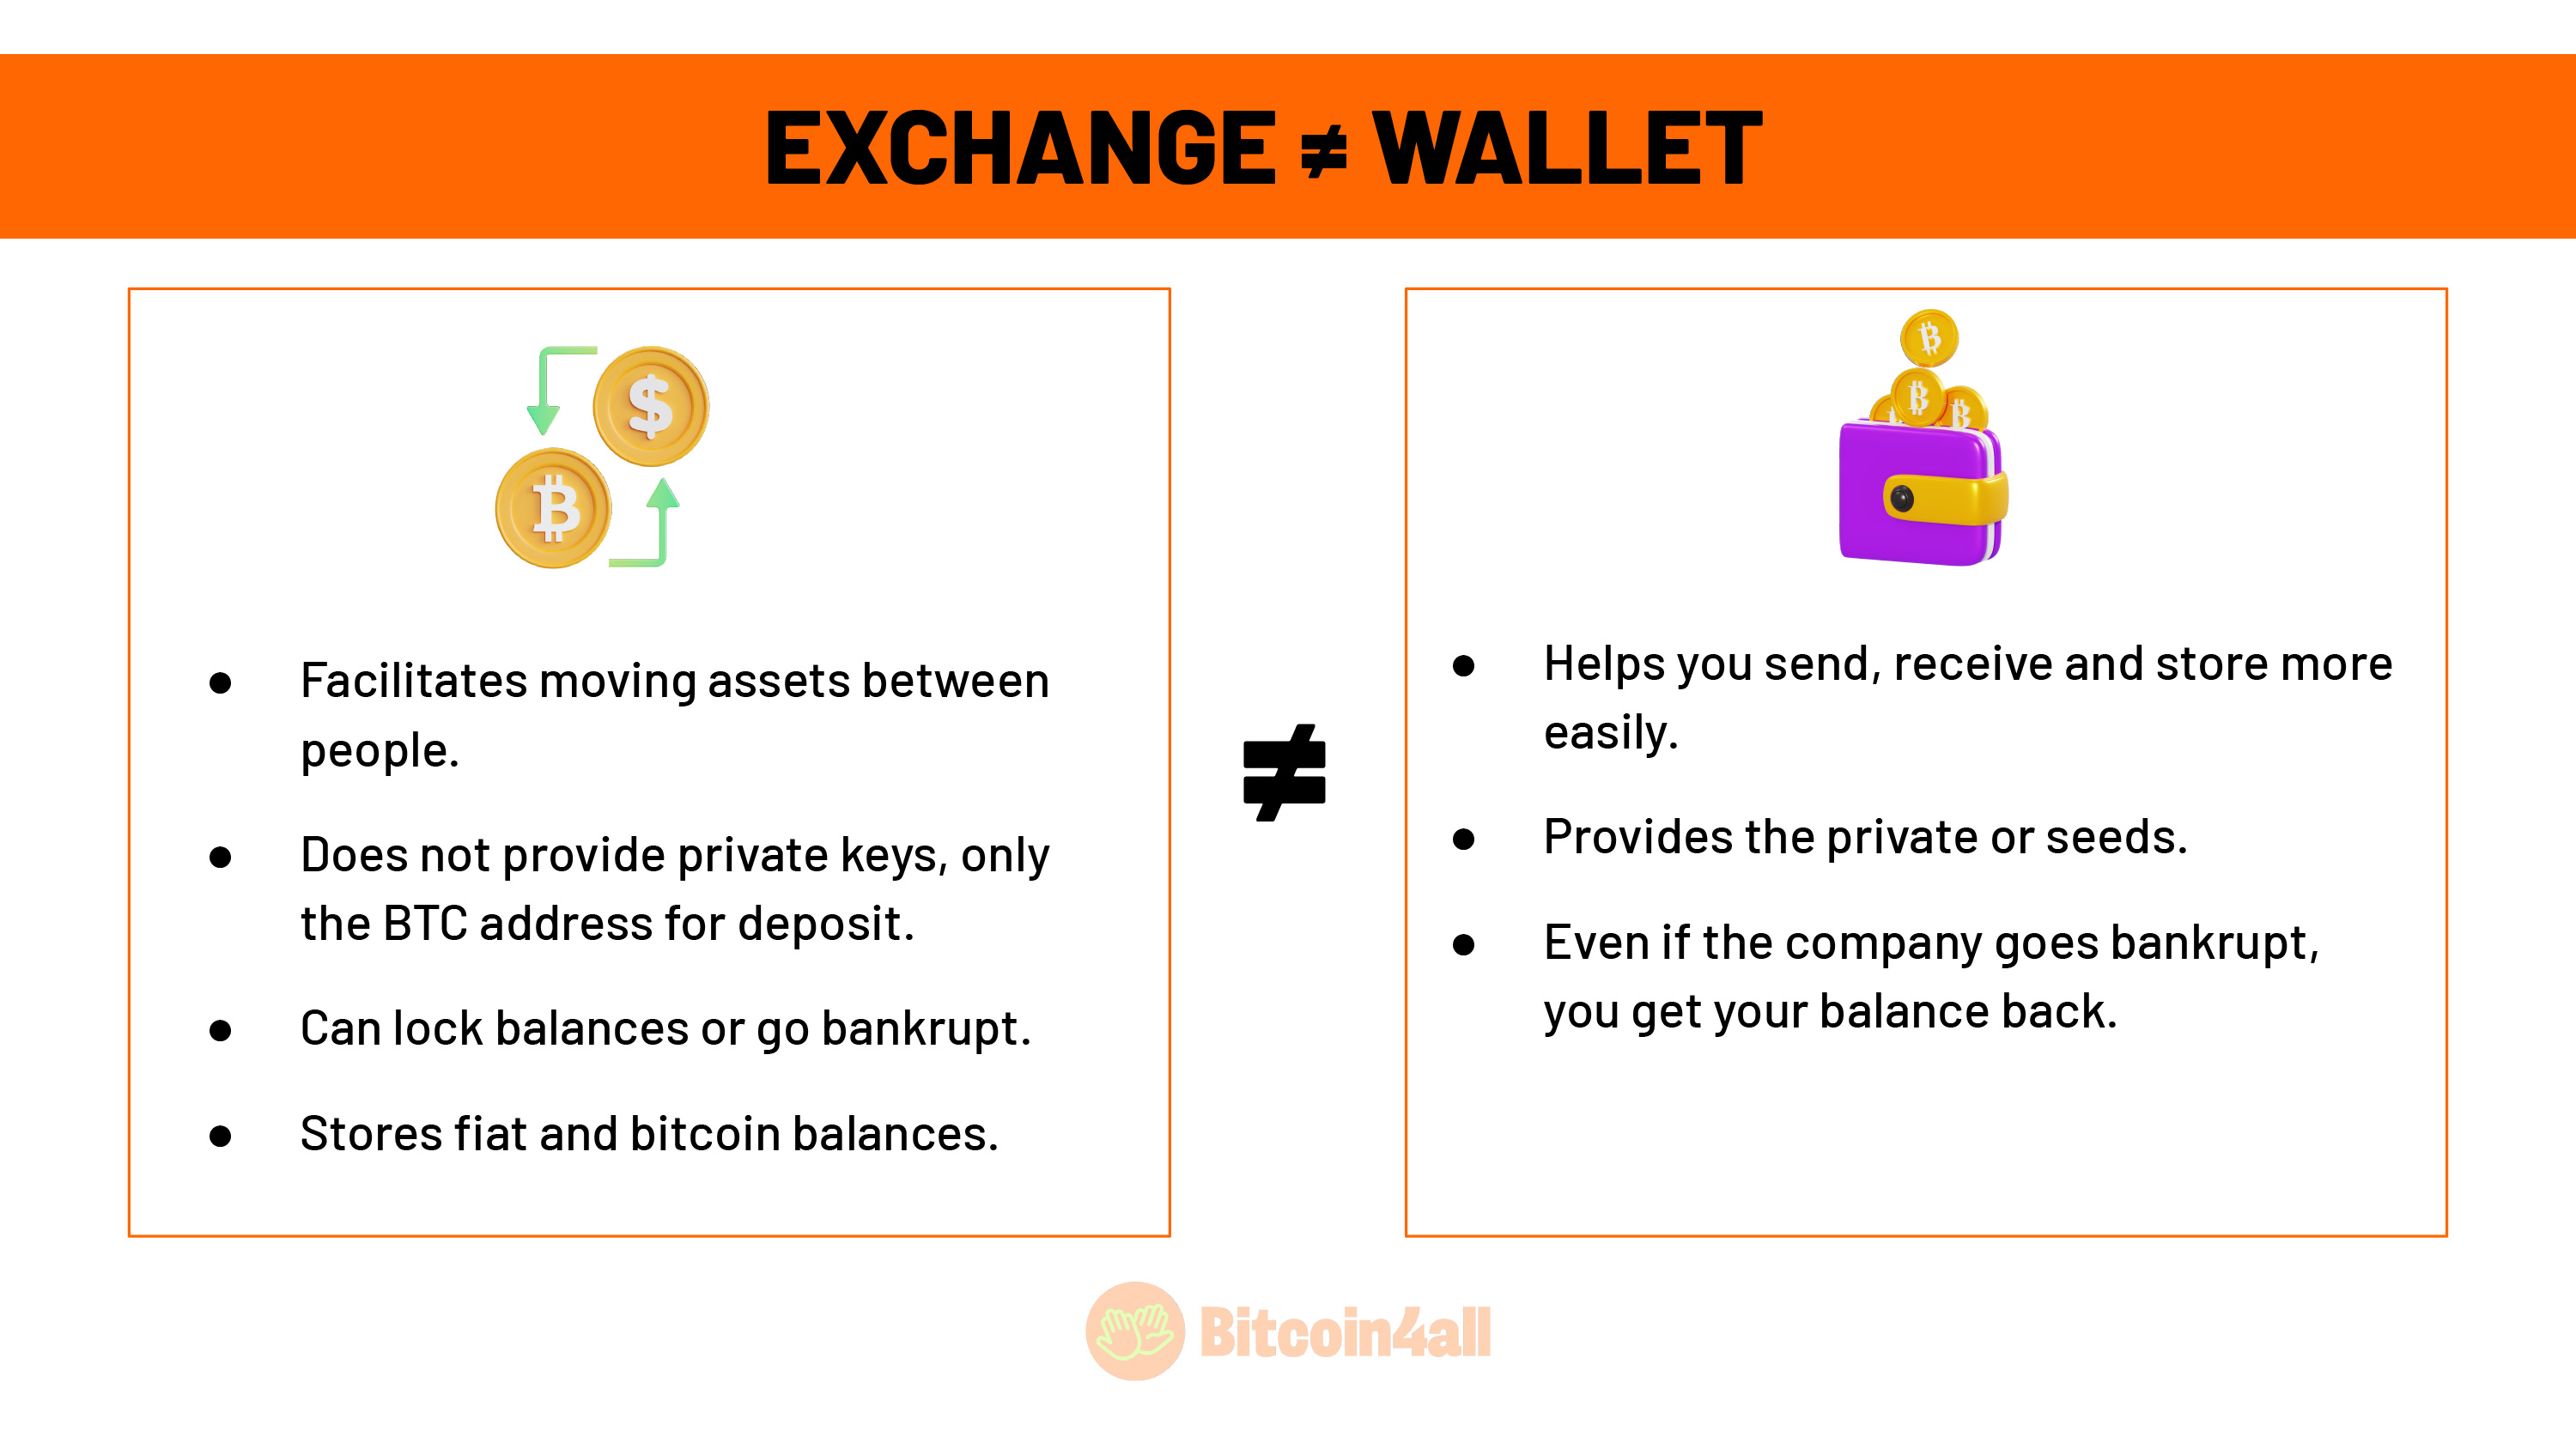 EXCHANGE ≠ WALLET
● Facilitates moving assets between
people.
● Does not provide private keys, only
the BTC address for deposit.
● Can lock balances or go bankrupt.
● Stores fiat and bitcoin balances.
≠
● Helps you send, receive and store more
easily.
● Provides the private or seeds.
● Even if the company goes bankrupt,
you get your balance back.
Bitcoin4all